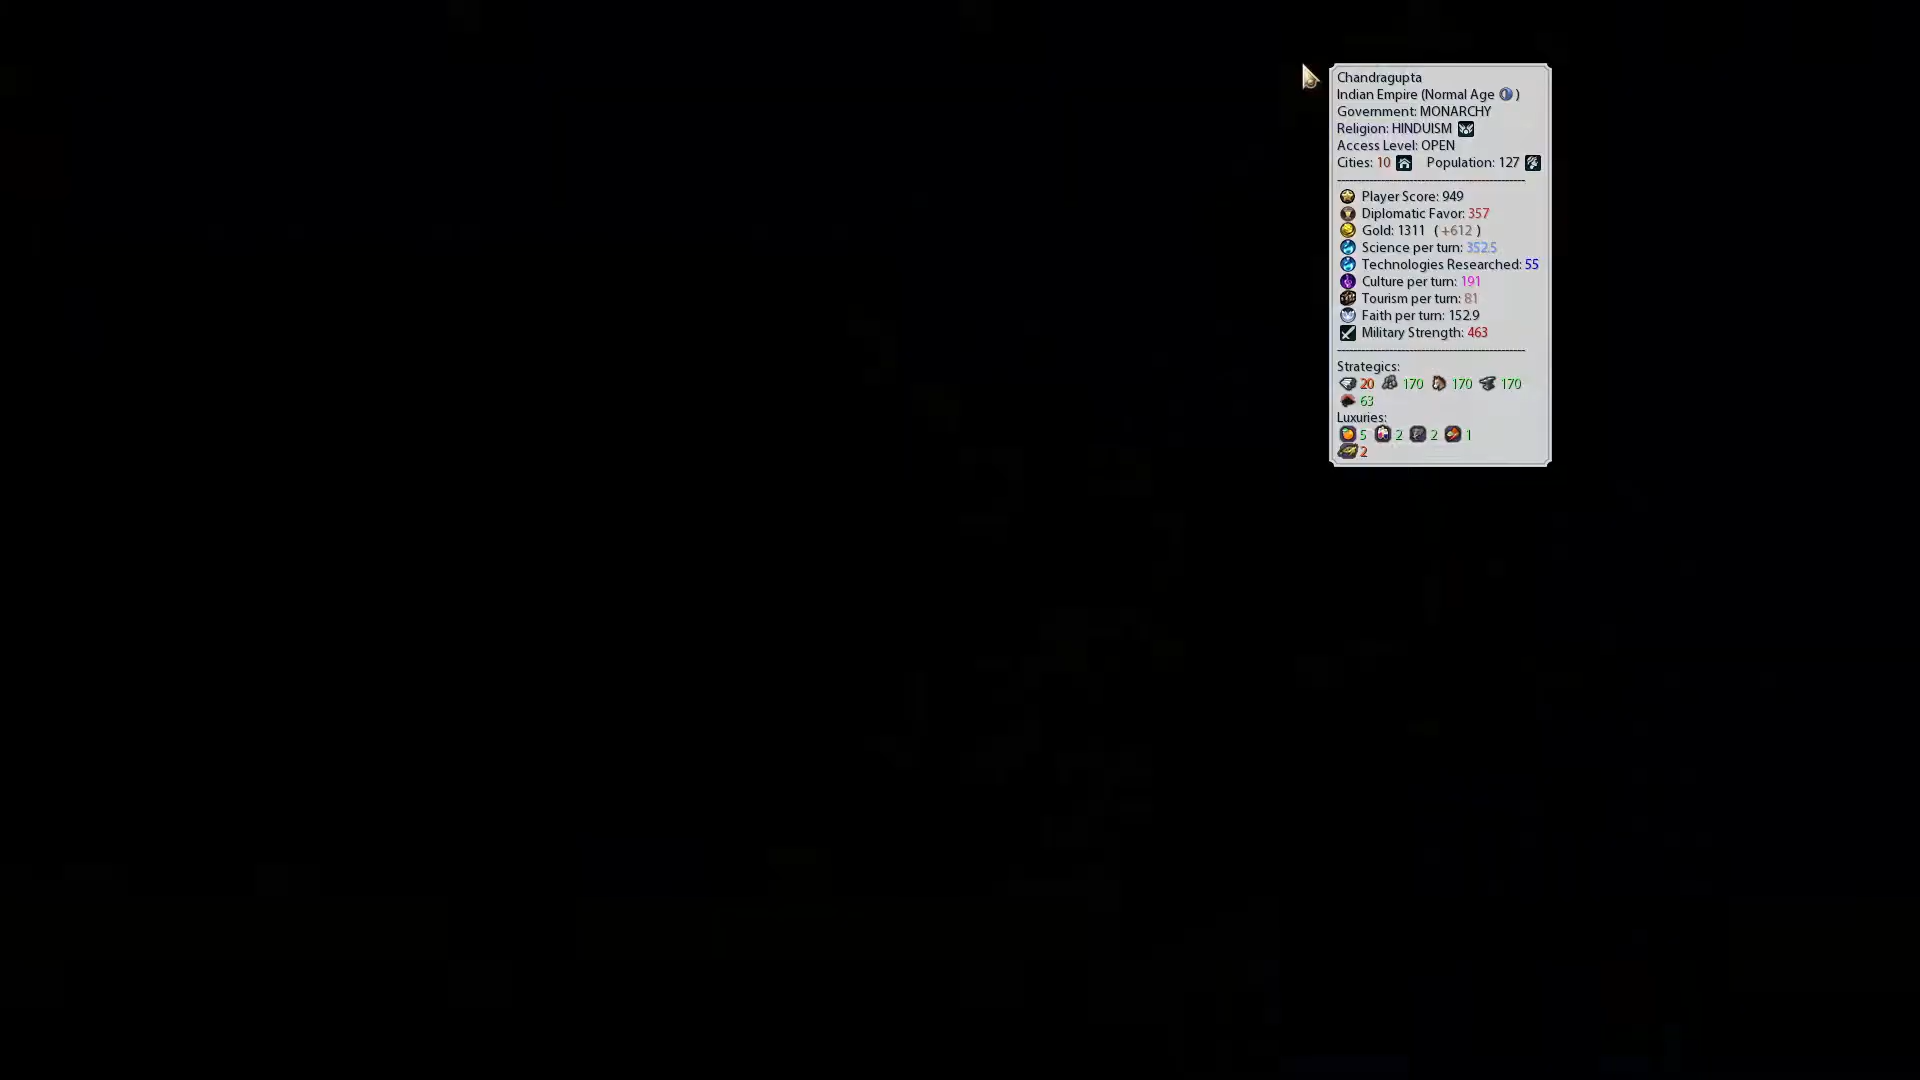 Chandragupta
Indian Empire (Normal Age )
Government: MONARCHY
Religion: HINDUISM
Access Level: OPEN
Cities: 10 Population: 127
Player Score: 949
Diplomatic Favor: 357
Gold: 1311 ( +612 )
Science per turn: 352.5
Technologies Researched: 55
Culture per turn: 191
Tourism per turn: 81
Faith per turn: 152.9
Military Strength: 463
Strategics:
20 170 170 170
63
Luxuries:
5 2 2 1
2